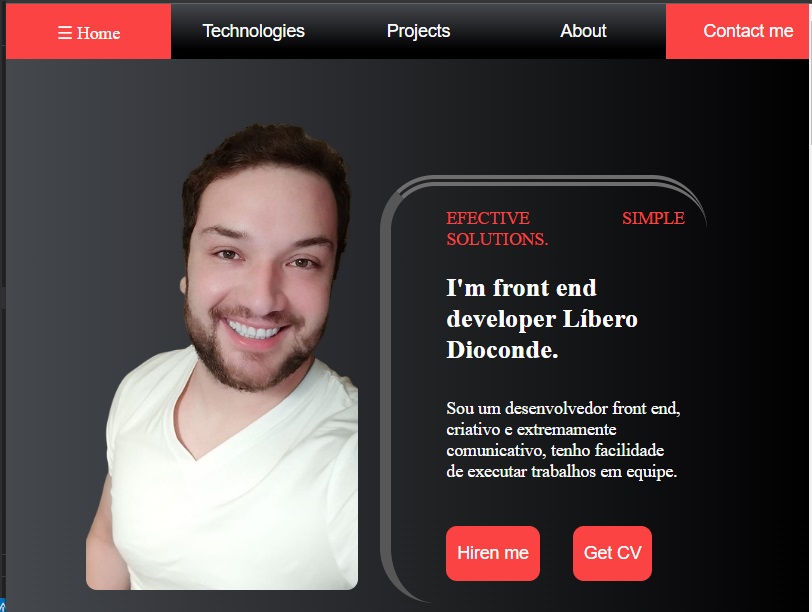 ☰ Home Technologies Projects About Contact me
EFECTIVE SIMPLE
SOLUTIONS.
I'm front end
developer Líbero
Dioconde.
Sou um desenvolvedor front end,
criativo e extremamente
comunicativo, tenho facilidade
de executar trabalhos em equipe.
Hiren me Get CV